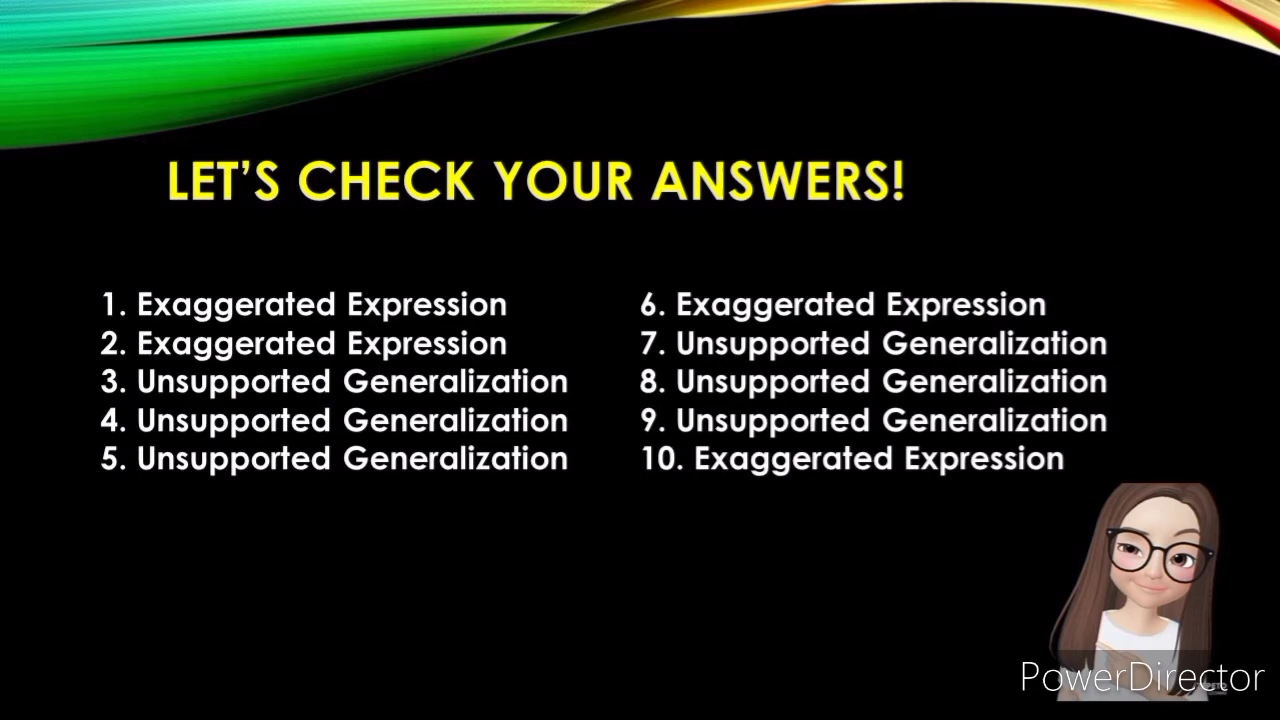 LET'S CHECK YOUR ANSWERS!
1. Exaggerated Expression
2. Exaggerated Expression
3. Unsupported Generalization
4. Unsupported Generalization
5. Unsupported Generalization
6. Exaggerated Expression
7. Unsupported Generalization
8. Unsupported Generalization
9. Unsupported Generalization
10. Exaggerated Expression
PowerDirector